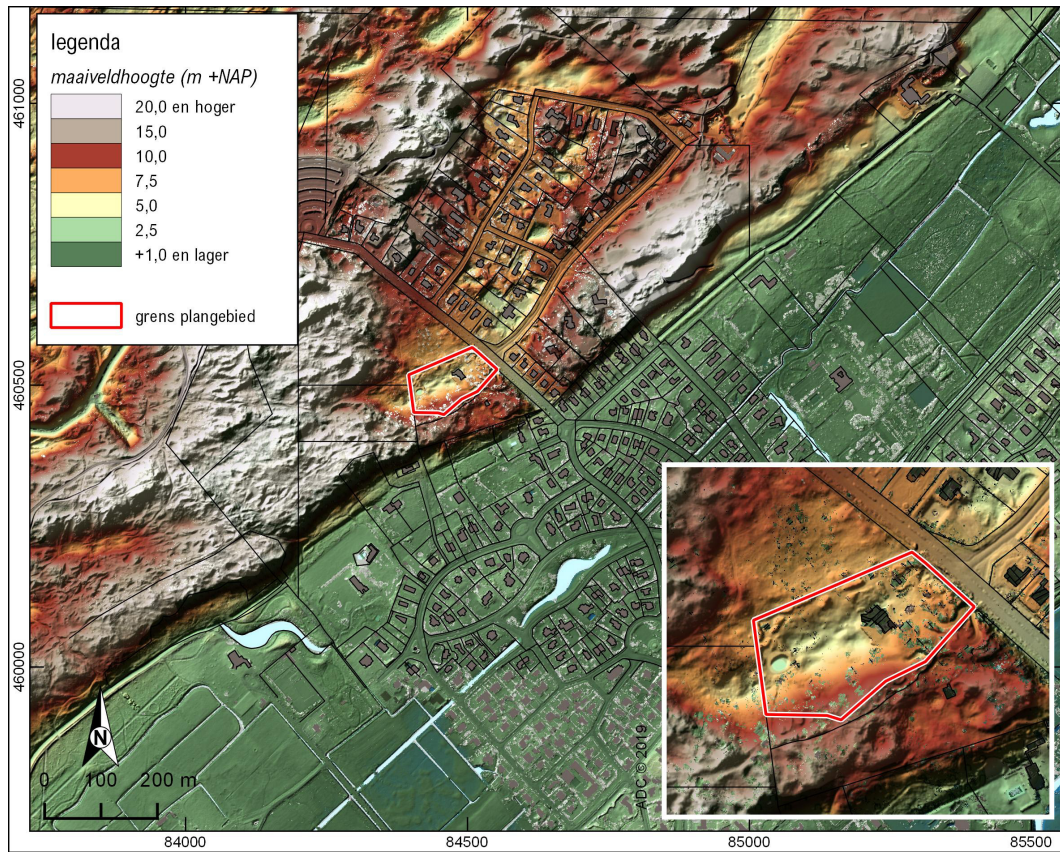 legenda
maaiveldhoogte (m +NAP)
20,0 en hoger
15,0
10,0
7,5
5,0
2,5
+1,0 en lager
grens plangebied
461000
460500
460000
N
0 100 200 m
ADC©2019
84000 84500 85000 85500